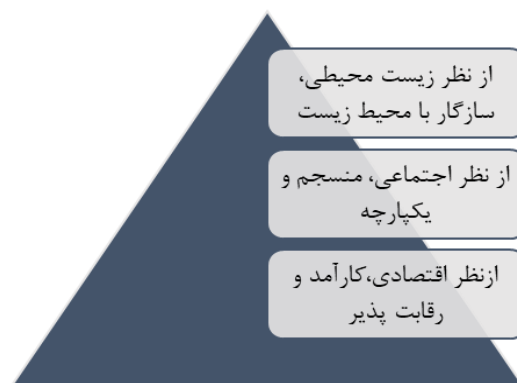 از نظر زیست محیطی،
سازگار با محیط زیست
از نظر اجتماعی، منسجم و
یکپارچه
ازنظر اقتصادی،کارآمد و
رقابت پذیر